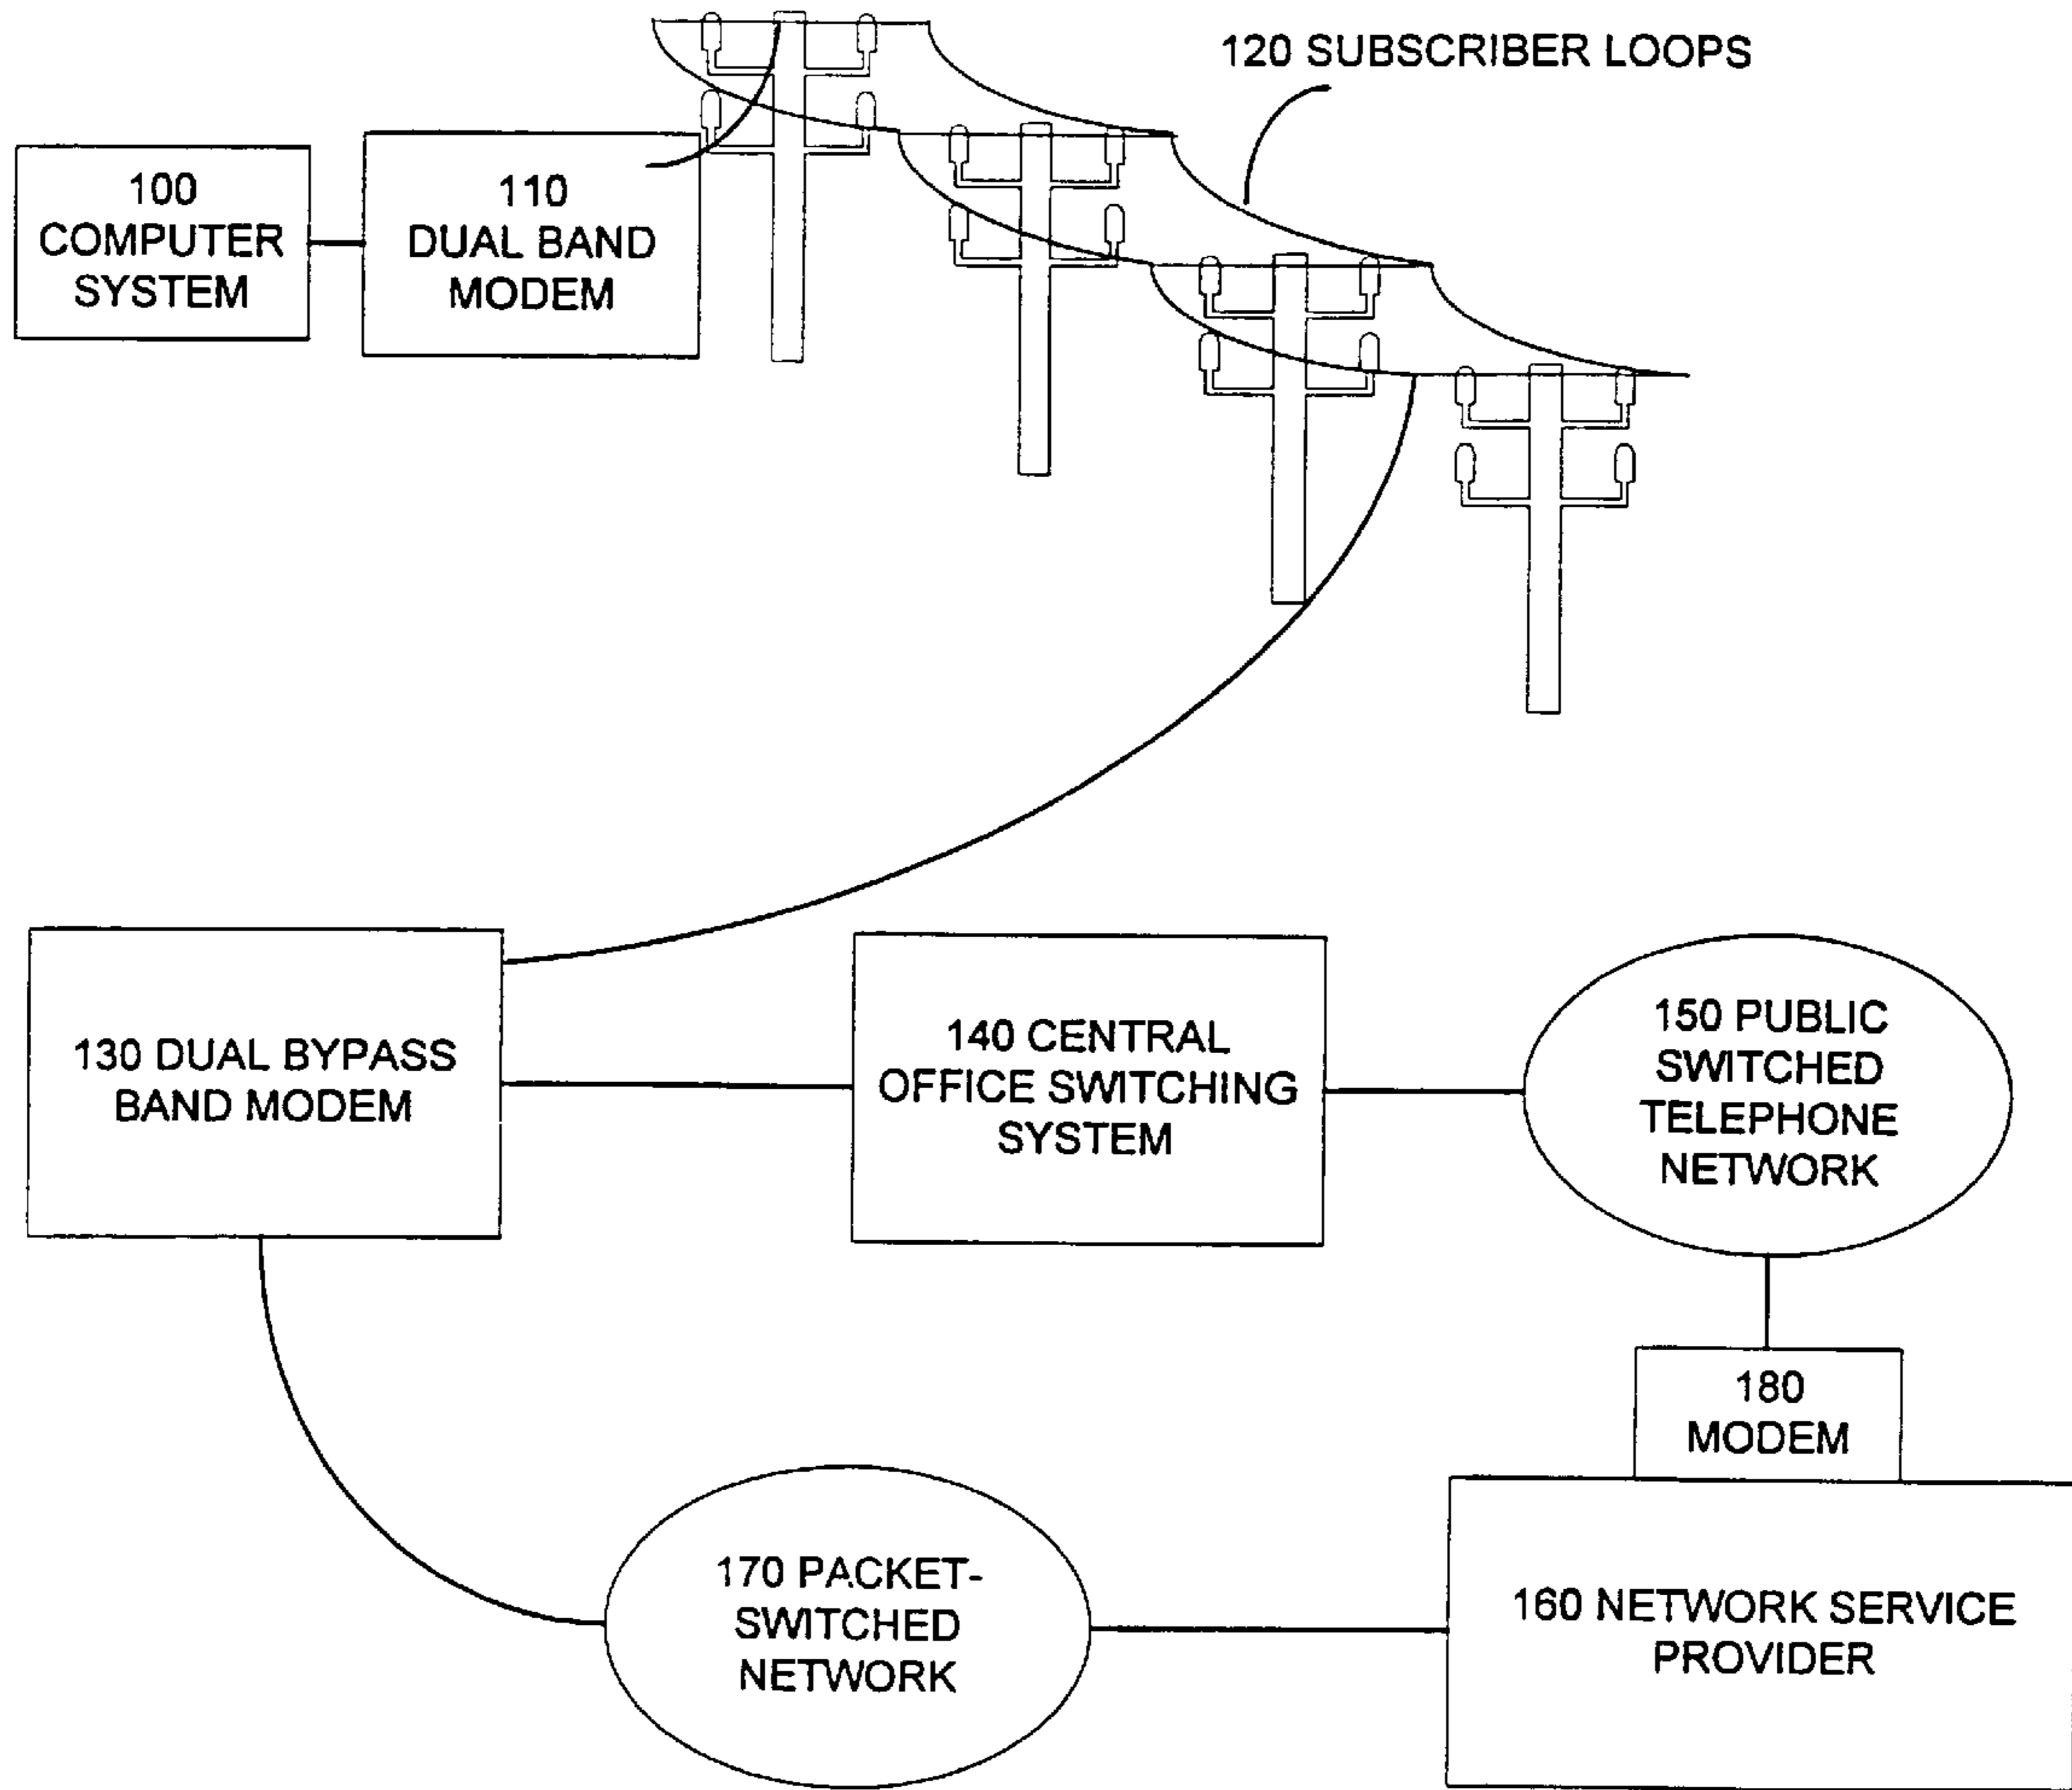 120 SUBSCRIBER LOOPS
100
COMPUTER
SYSTEM
110
DUAL BAND
MODEM
130 DUAL BYPASS
BAND MODEM
140 CENTRAL
OFFICE SWITCHING
SYSTEM
150 PUBLIC
SWITCHED
TELEPHONE
NETWORK
180
MODEM
170 PACKET-
SWITCHED
NETWORK
160 NETWORK SERVICE
PROVIDER